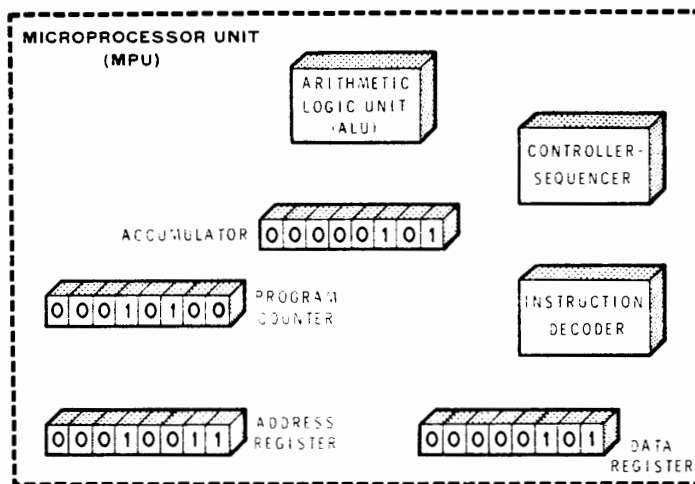 MICROPROCESSOR UNIT
(MPU)
ARITHMETIC
LOGIC UNIT
(ALU)
CONTROLLER-
SEQUENCER
ACCUMULATOR
0 0 0 0 0 1 0 1
0 0 0 1 0 1 0 0
PROGRAM
COUNTER
INSTRUCTION
DECODER
0 0 0 1 0 0 1 1
ADDRESS
REGISTER
0 0 0 0 0 1 0 1
DATA
REGISTER